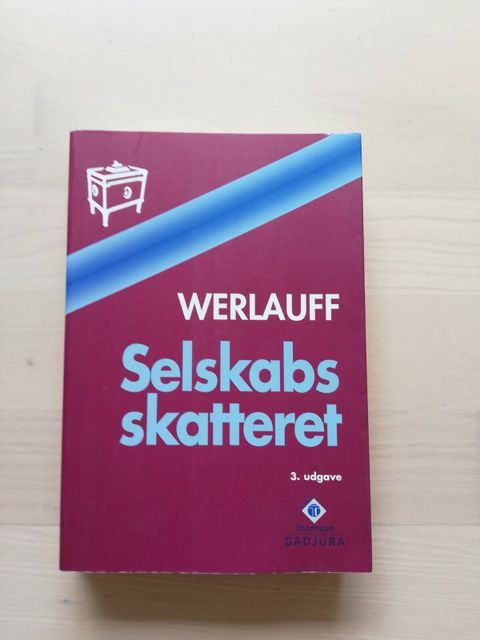 WERLAUFF
Selskabs
skatteret
3. udgave
Thomson
GADJURA